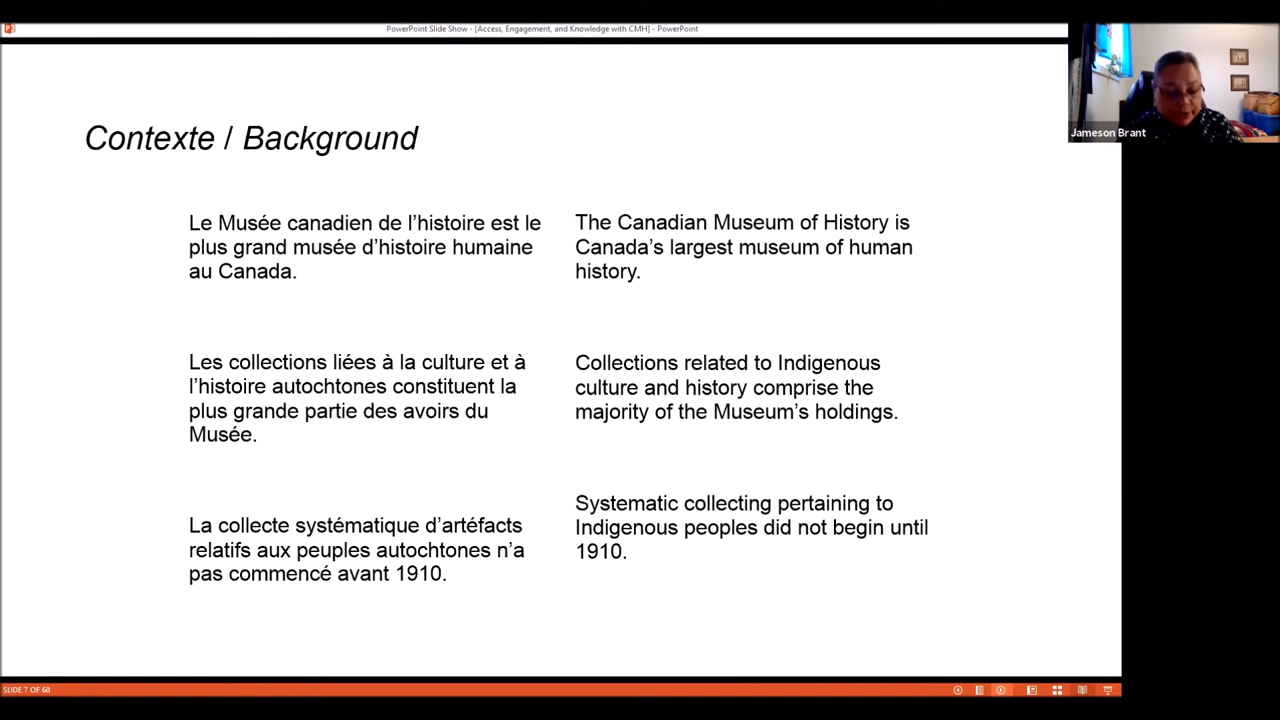 PowerPoint Slide Show - [Access, Engagement, and Knowledge with CMH] - PowerPoint
Jameson Brant
Contexte / Background
Le Musée canadien de l’histoire est le
plus grand musée d’histoire humaine
au Canada.
Les collections liées à la culture et à
l’histoire autochtones constituent la
plus grande partie des avoirs du
Musée.
La collecte systématique d’artéfacts
relatifs aux peuples autochtones n’a
pas commencé avant 1910.
The Canadian Museum of History is
Canada’s largest museum of human
history.
Collections related to Indigenous
culture and history comprise the
majority of the Museum’s holdings.
Systematic collecting pertaining to
Indigenous peoples did not begin until
1910.
SLIDE 7 OF 68